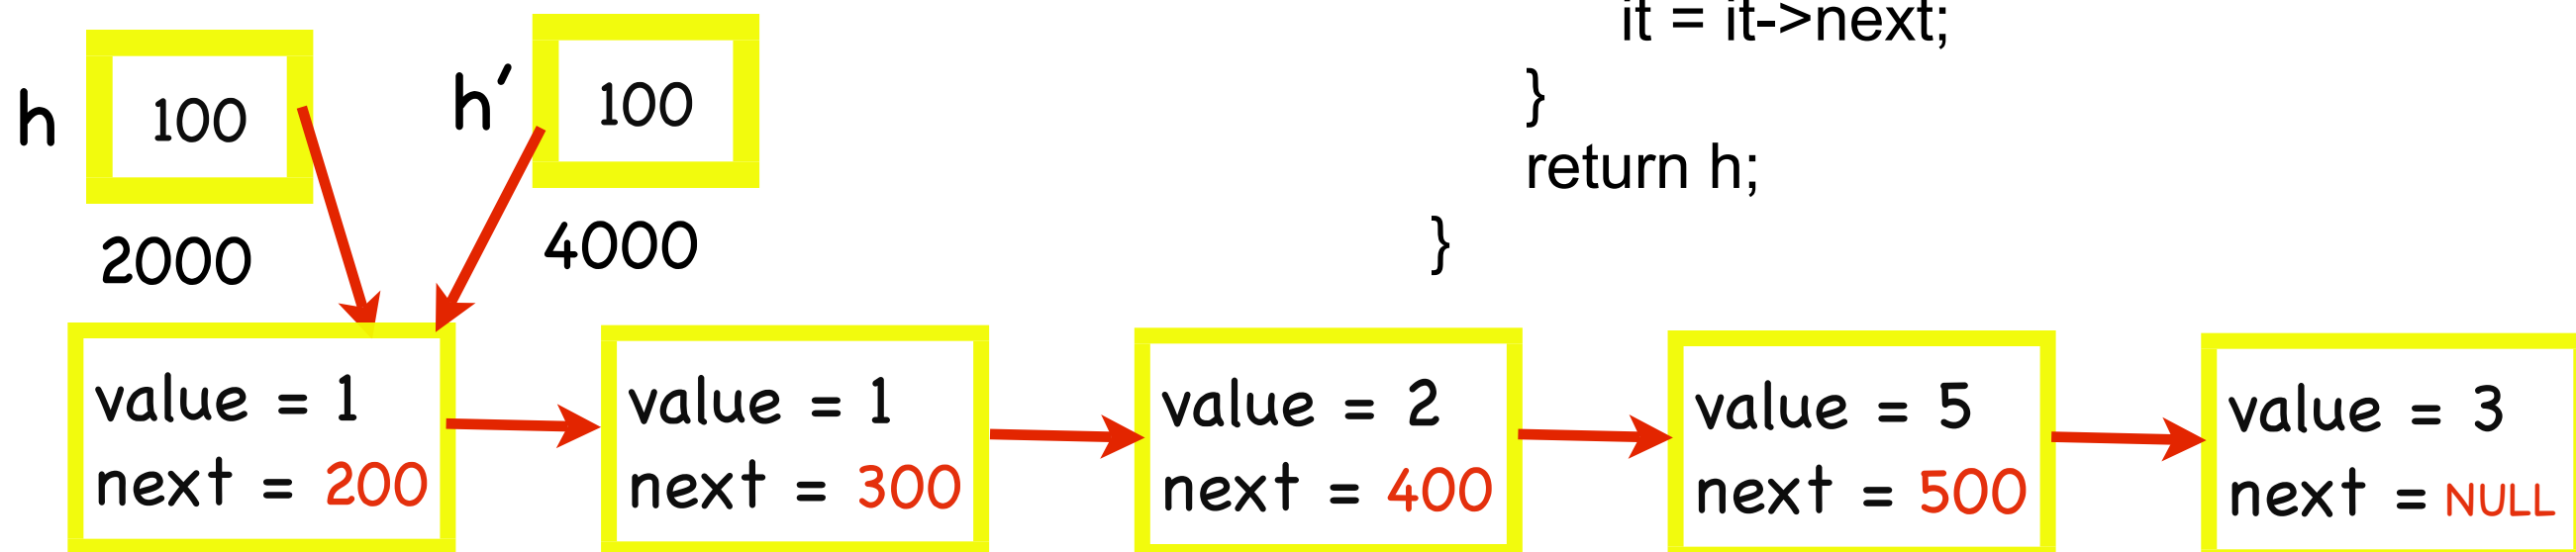 it = it->next;
}
return h;
}
h
100
2000
h'
100
4000
value = 1
next = 200
value = 1
next = 300
value = 2
next = 400
value = 5
next = 500
value = 3
next = NULL